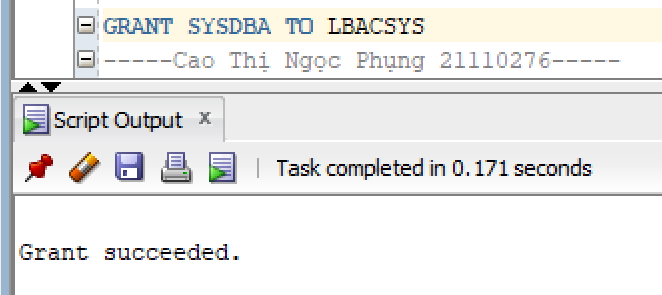 GRANT SYSDBA TO LBACSYS
-----Cao Thị Ngọc Phụng 21110276-----
Script Output x
Task completed in 0.171 seconds
Grant succeeded.